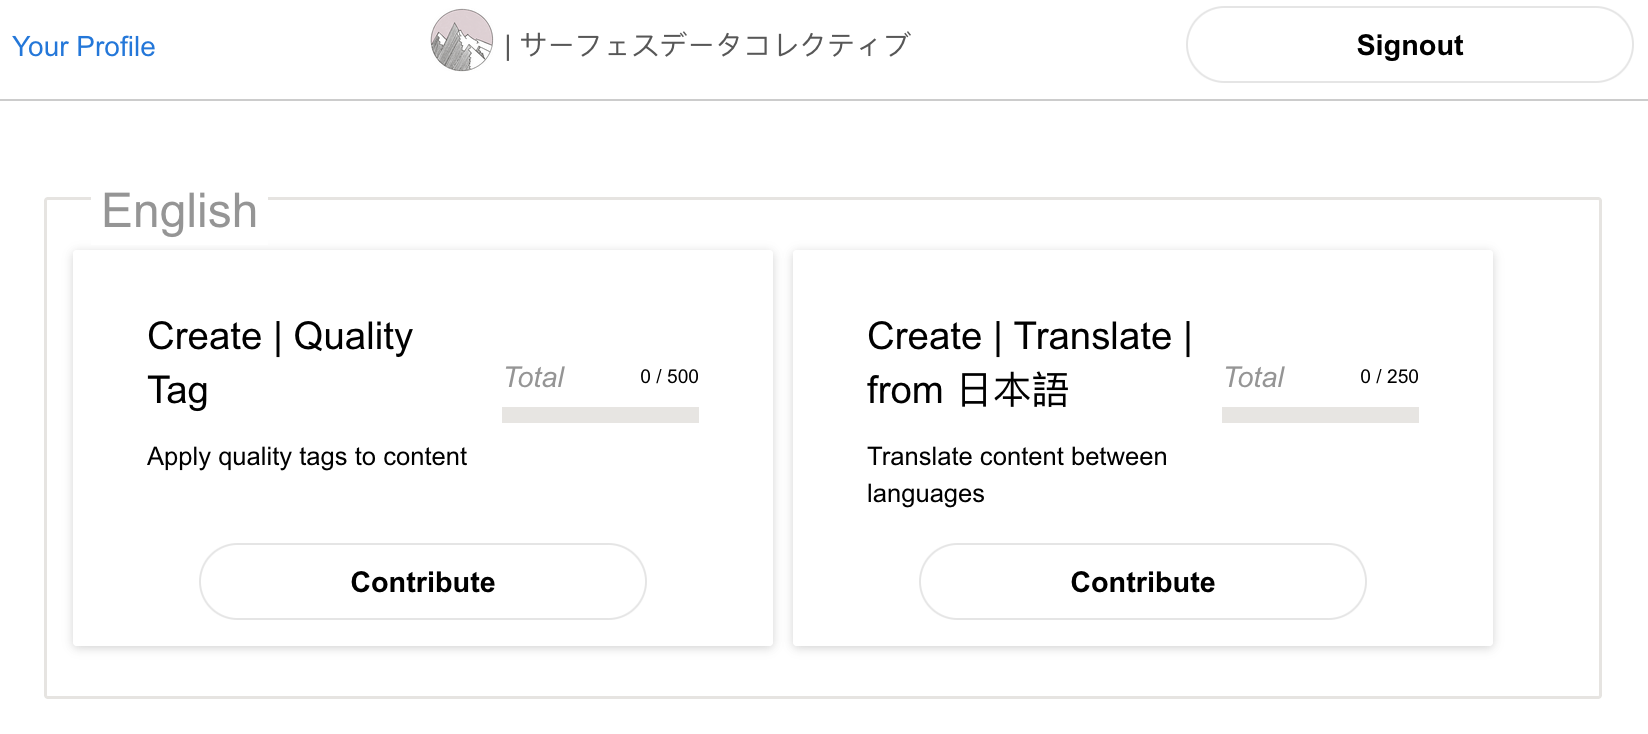 Your Profile
| サーフェスデータコレクティブ
Signout
English
Create | Quality
Tag
Total
0 / 500
Apply quality tags to content
Contribute
Create | Translate |
from 日本語
Total
0 / 250
Translate content between
languages
Contribute